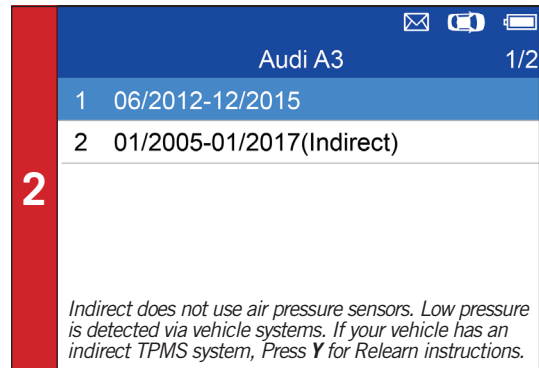 Audi A3 1/2
1 06/2012-12/2015
2 01/2005-01/2017(Indirect)
2
Indirect does not use air pressure sensors. Low pressure
is detected via vehicle systems. If your vehicle has an
indirect TPMS system, Press Y for Relearn instructions.